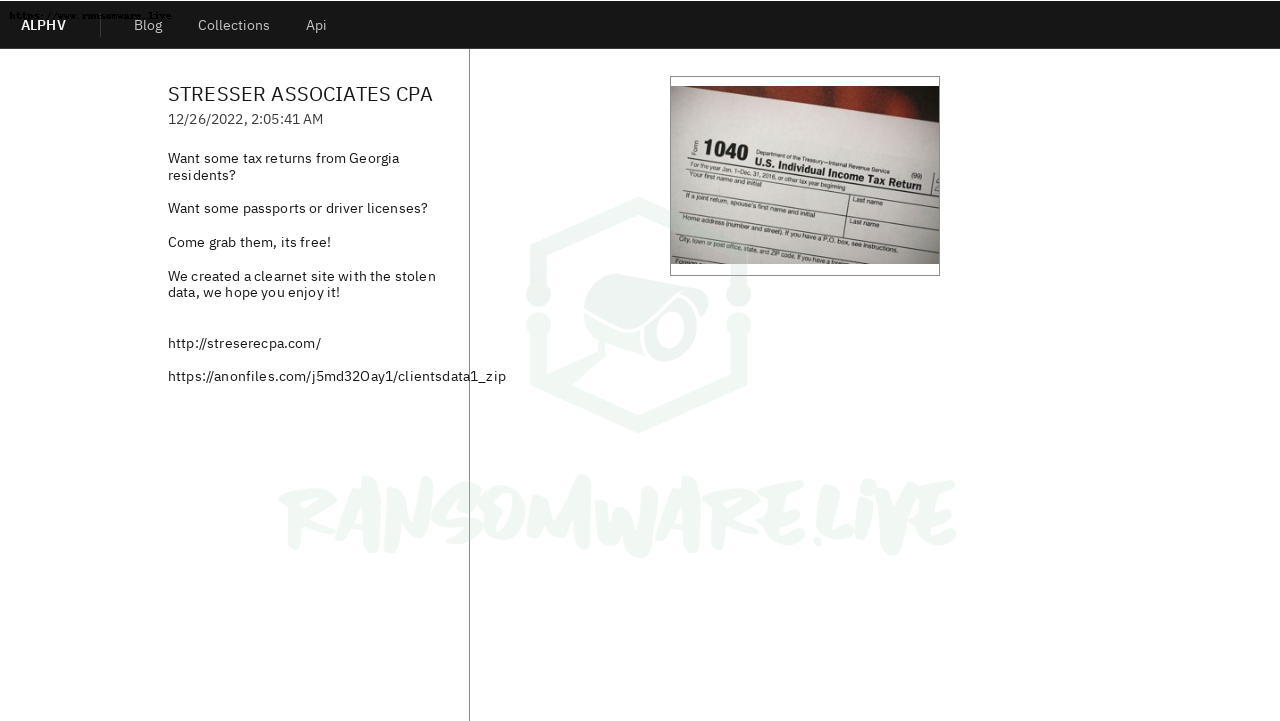 https://www.ransomware.live
ALPHV
Blog
Collections
Api
STRESSER ASSOCIATES CPA
12/26/2022, 2:05:41 AM
Want some tax returns from Georgia
residents?
Want some passports or driver licenses?
Come grab them, its free!
We created a clearnet site with the stolen
data, we hope you enjoy it!
http://streserecpa.com/
https://anonfiles.com/j5md32Oay1/clientsdata1_zip
Form 1040
Department of the Treasury—Internal Revenue Service
(99)
U.S. Individual Income Tax Return
For the year Jan. 1–Dec. 31, 2016, or other tax year beginning
Your first name and initial
Last name
If a joint return, spouse's first name and initial
Last name
Home address (number and street). If you have a P.O. box, see instructions.
City, town or post office, state, and ZIP code. If you have a
RANSOMWARE.LIVE